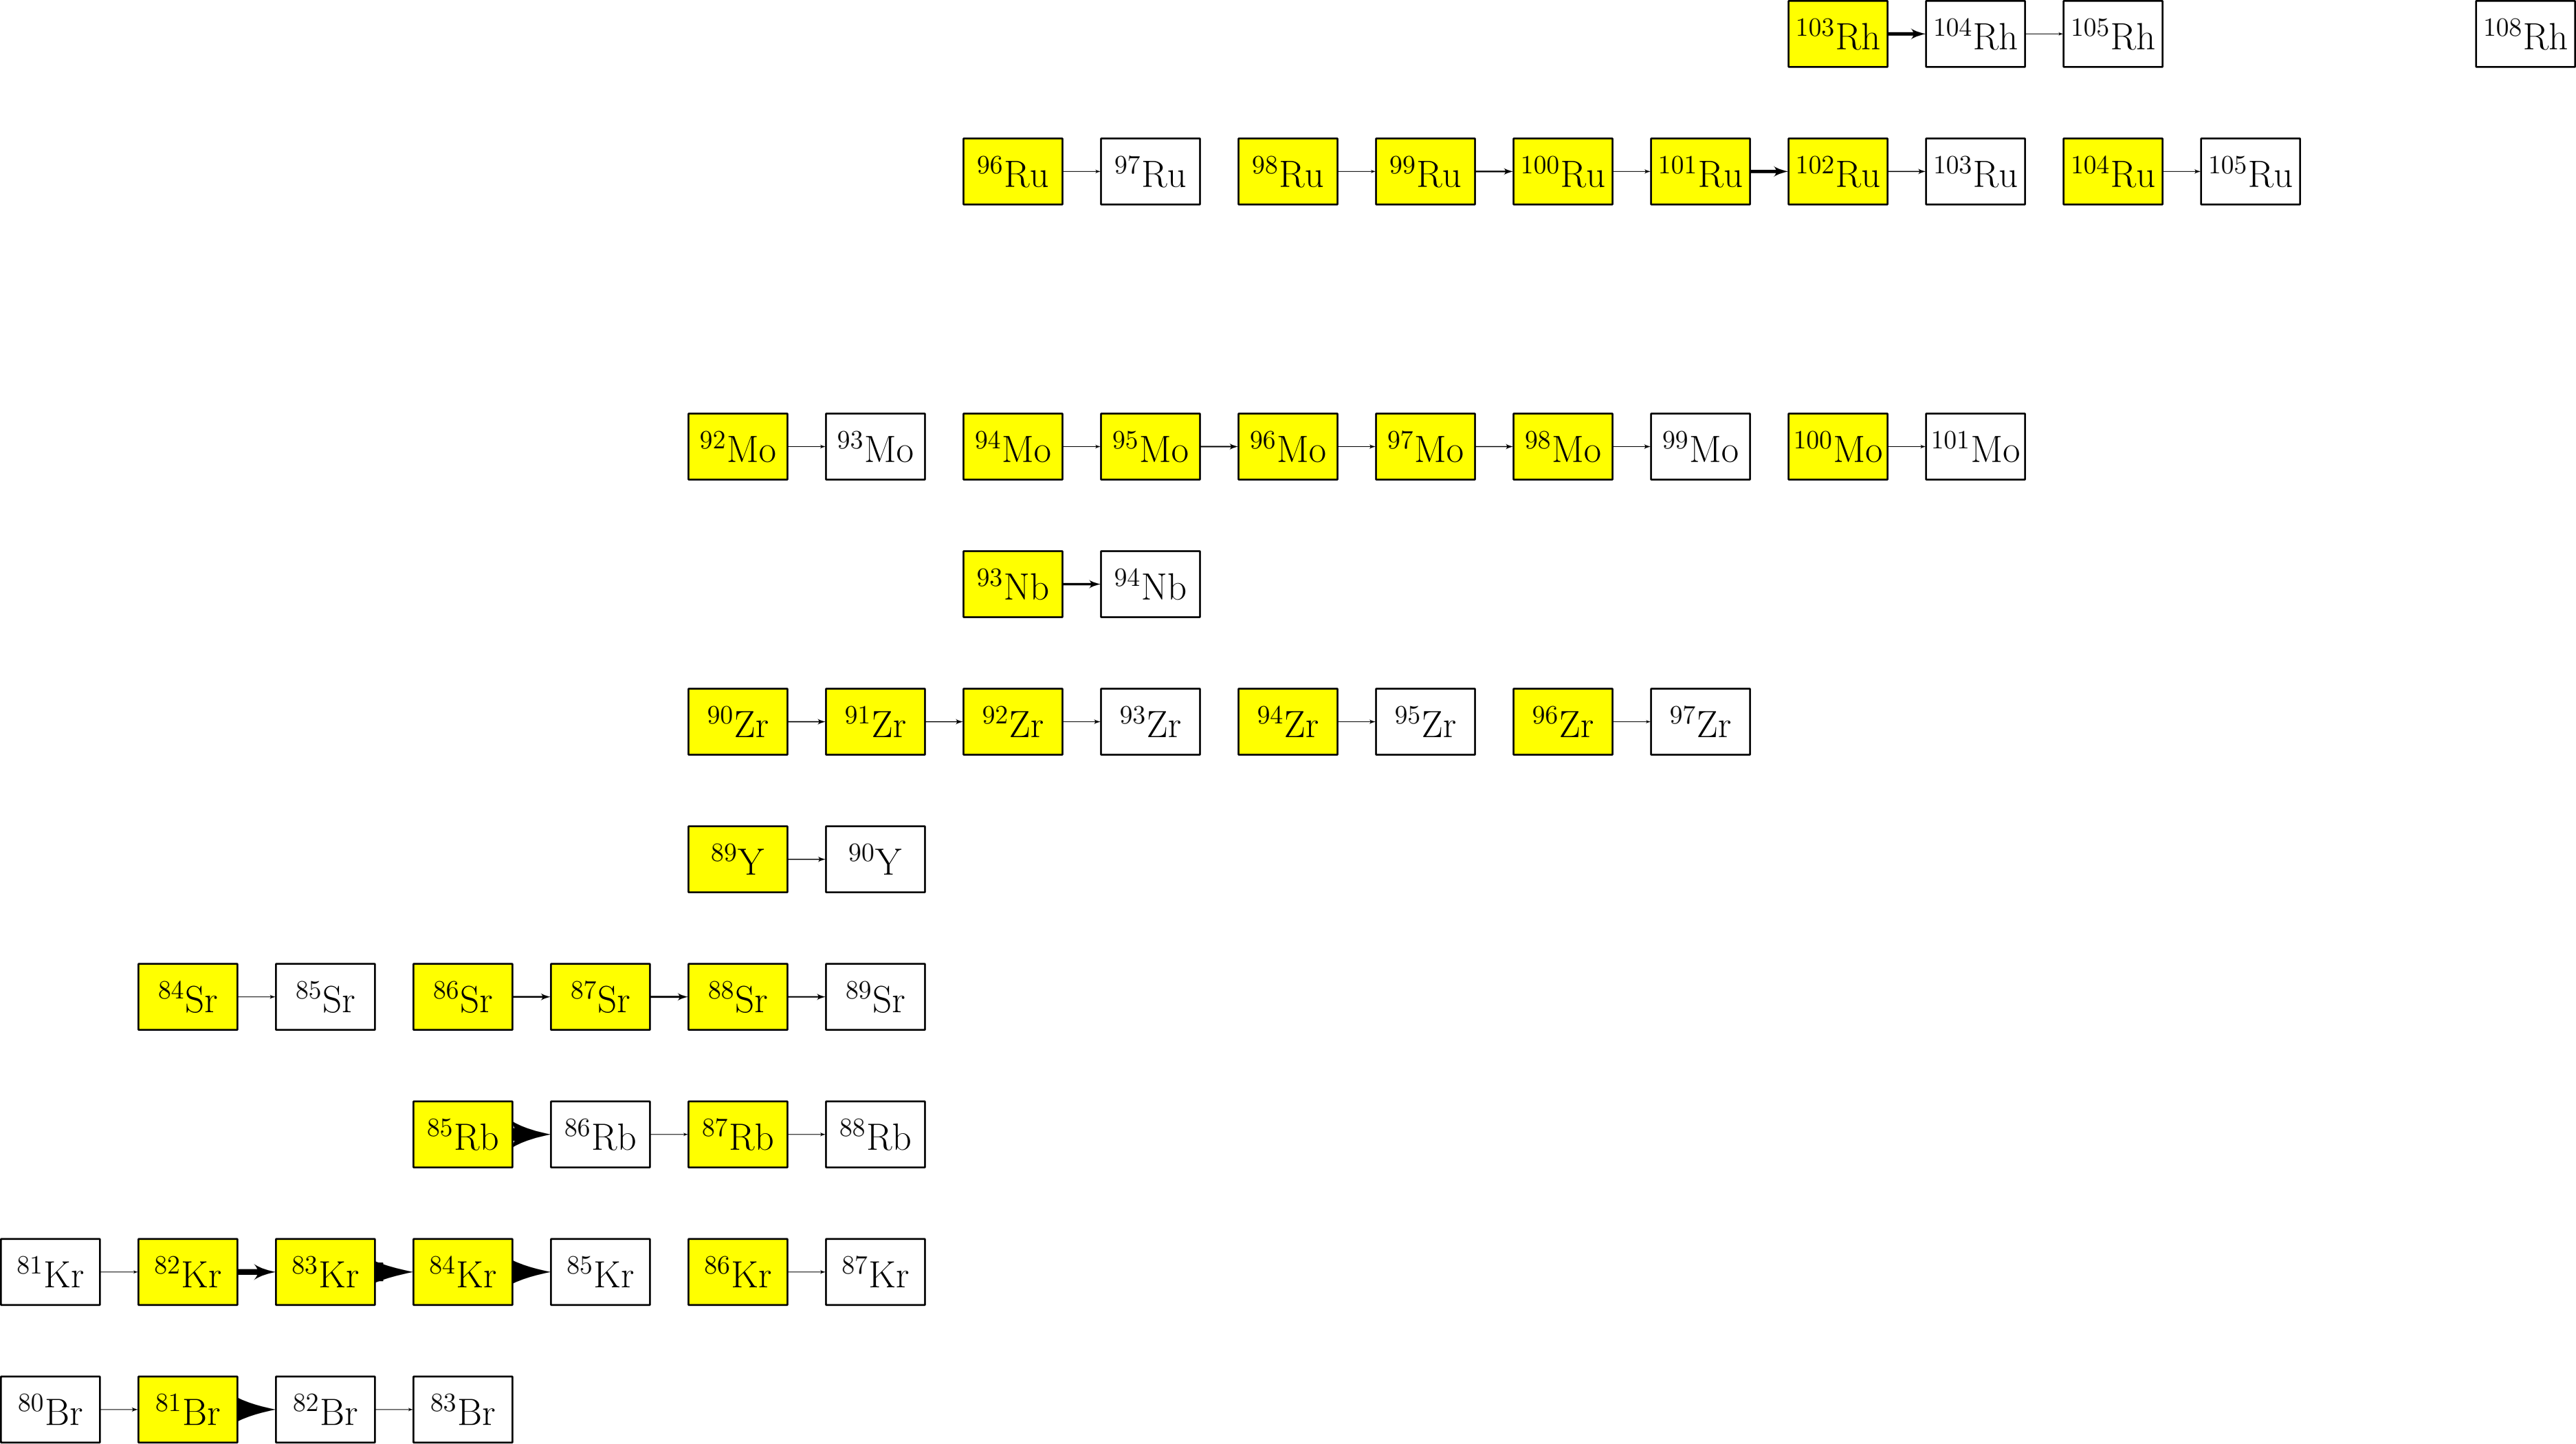 ¹⁰³Rh ¹⁰⁴Rh ¹⁰⁵Rh ¹⁰⁸Rh
⁹⁶Ru ⁹⁷Ru ⁹⁸Ru ⁹⁹Ru ¹⁰⁰Ru ¹⁰¹Ru ¹⁰²Ru ¹⁰³Ru ¹⁰⁴Ru ¹⁰⁵Ru
⁹²Mo ⁹³Mo ⁹⁴Mo ⁹⁵Mo ⁹⁶Mo ⁹⁷Mo ⁹⁸Mo ⁹⁹Mo ¹⁰⁰Mo ¹⁰¹Mo
⁹³Nb ⁹⁴Nb
⁹⁰Zr ⁹¹Zr ⁹²Zr ⁹³Zr ⁹⁴Zr ⁹⁵Zr ⁹⁶Zr ⁹⁷Zr
⁸⁹Y ⁹⁰Y
⁸⁴Sr ⁸⁵Sr ⁸⁶Sr ⁸⁷Sr ⁸⁸Sr ⁸⁹Sr
⁸⁵Rb ⁸⁶Rb ⁸⁷Rb ⁸⁸Rb
⁸¹Kr ⁸²Kr ⁸³Kr ⁸⁴Kr ⁸⁵Kr ⁸⁶Kr ⁸⁷Kr
⁸⁰Br ⁸¹Br ⁸²Br ⁸³Br